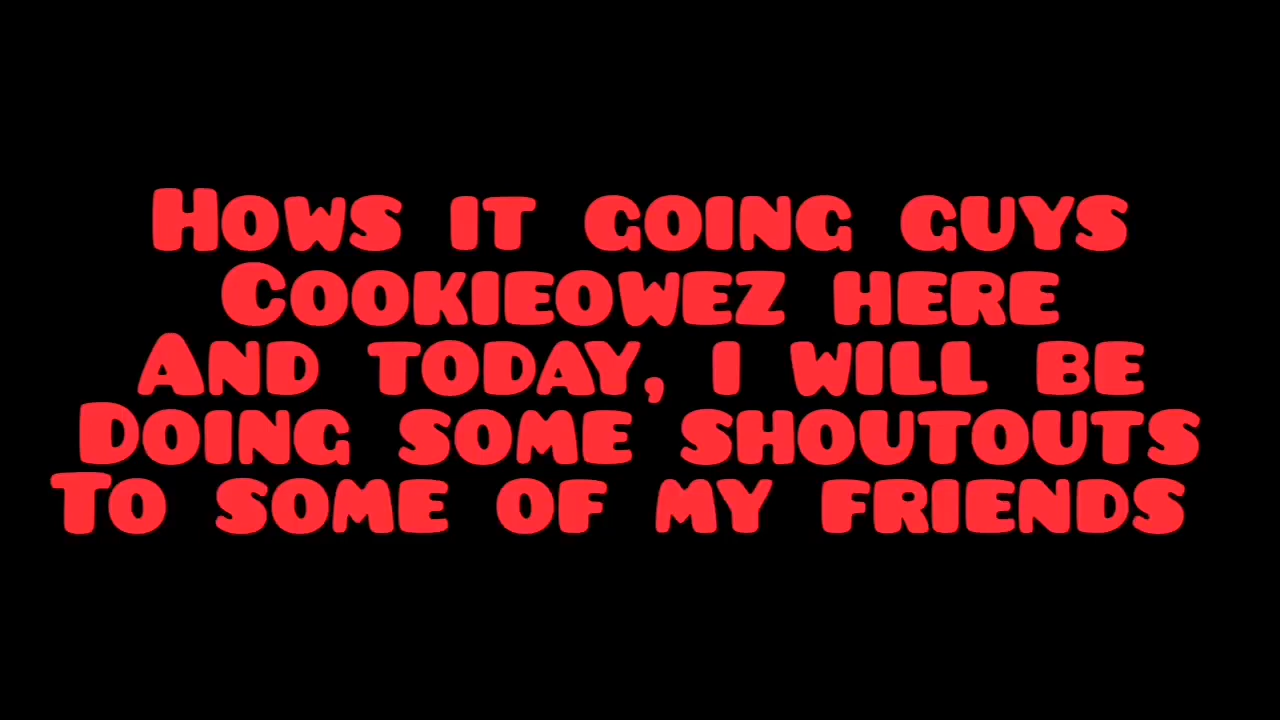 Hows it going guys
Cookieowez here
And today, i will be
Doing some shoutouts
To some of my friends